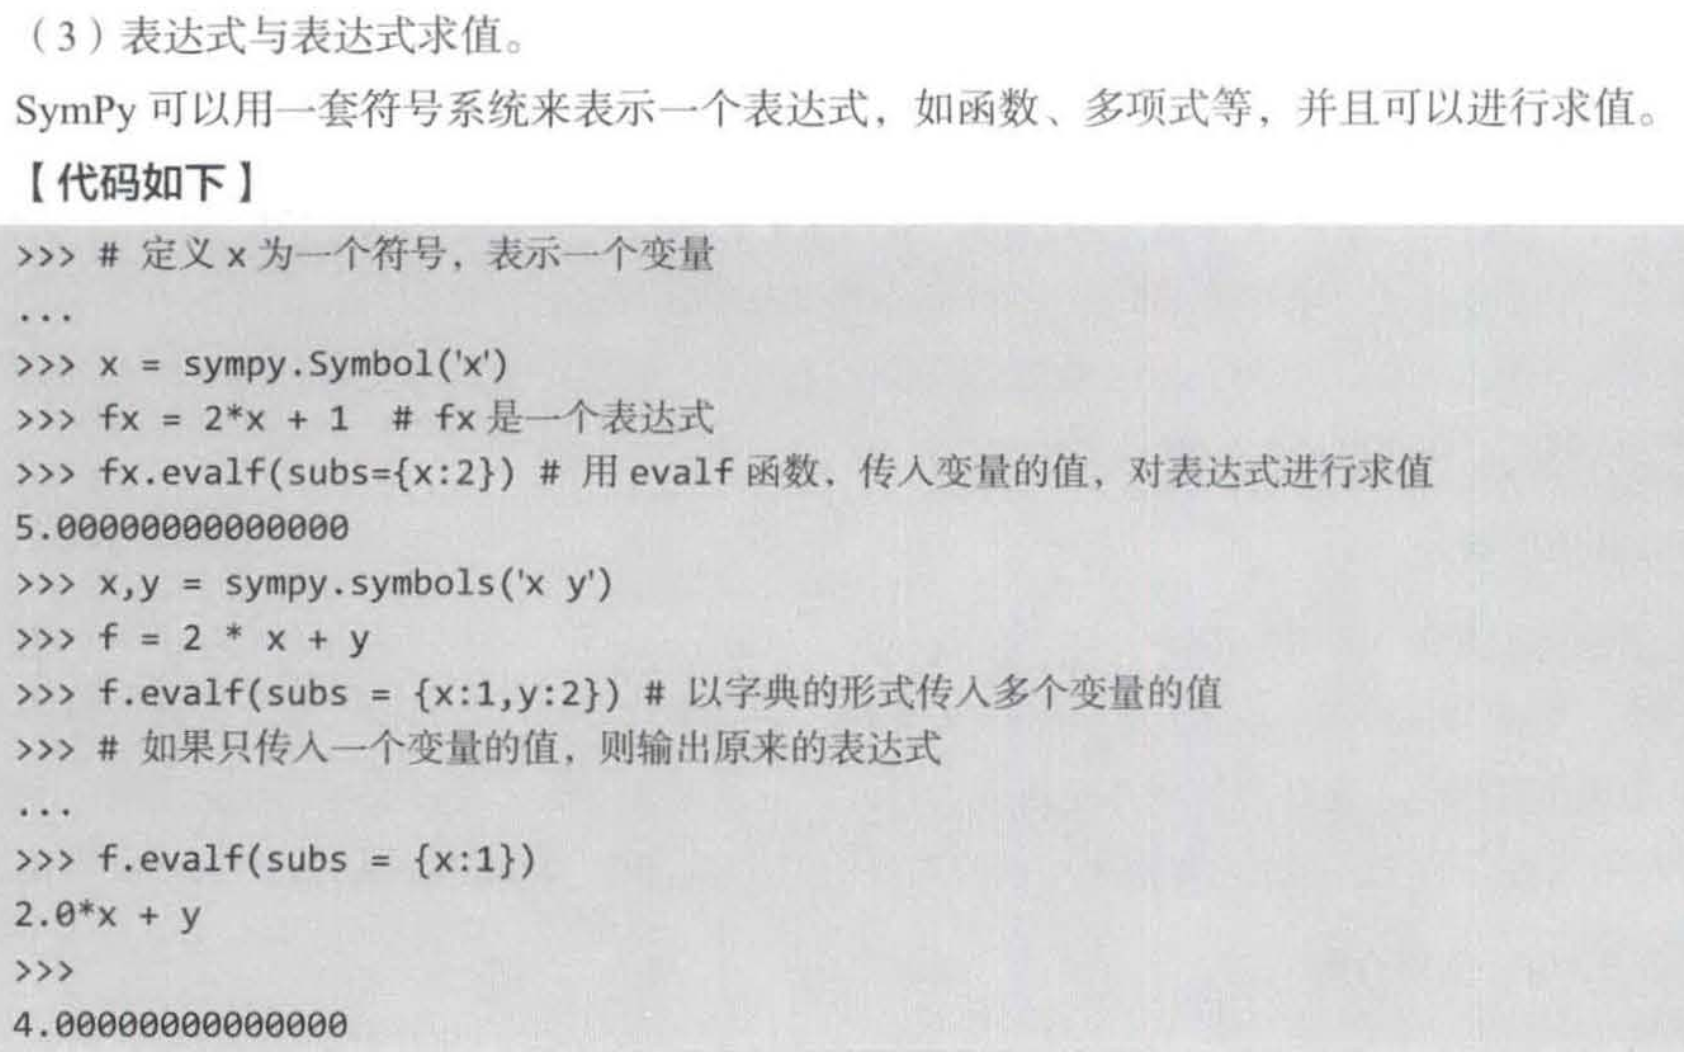 （3）表达式与表达式求值。
SymPy 可以用一套符号系统来表示一个表达式，如函数、多项式等，并且可以进行求值。
【代码如下】
>>> # 定义 x 为一个符号，表示一个变量
...
>>> x = sympy.Symbol('x')
>>> fx = 2*x + 1  # fx 是一个表达式
>>> fx.evalf(subs={x:2}) # 用 evalf 函数，传入变量的值，对表达式进行求值
5.00000000000000
>>> x,y = sympy.symbols('x y')
>>> f = 2 * x + y
>>> f.evalf(subs = {x:1,y:2}) # 以字典的形式传入多个变量的值
>>> # 如果只传入一个变量的值，则输出原来的表达式
...
>>> f.evalf(subs = {x:1})
2.0*x + y
>>>
4.00000000000000